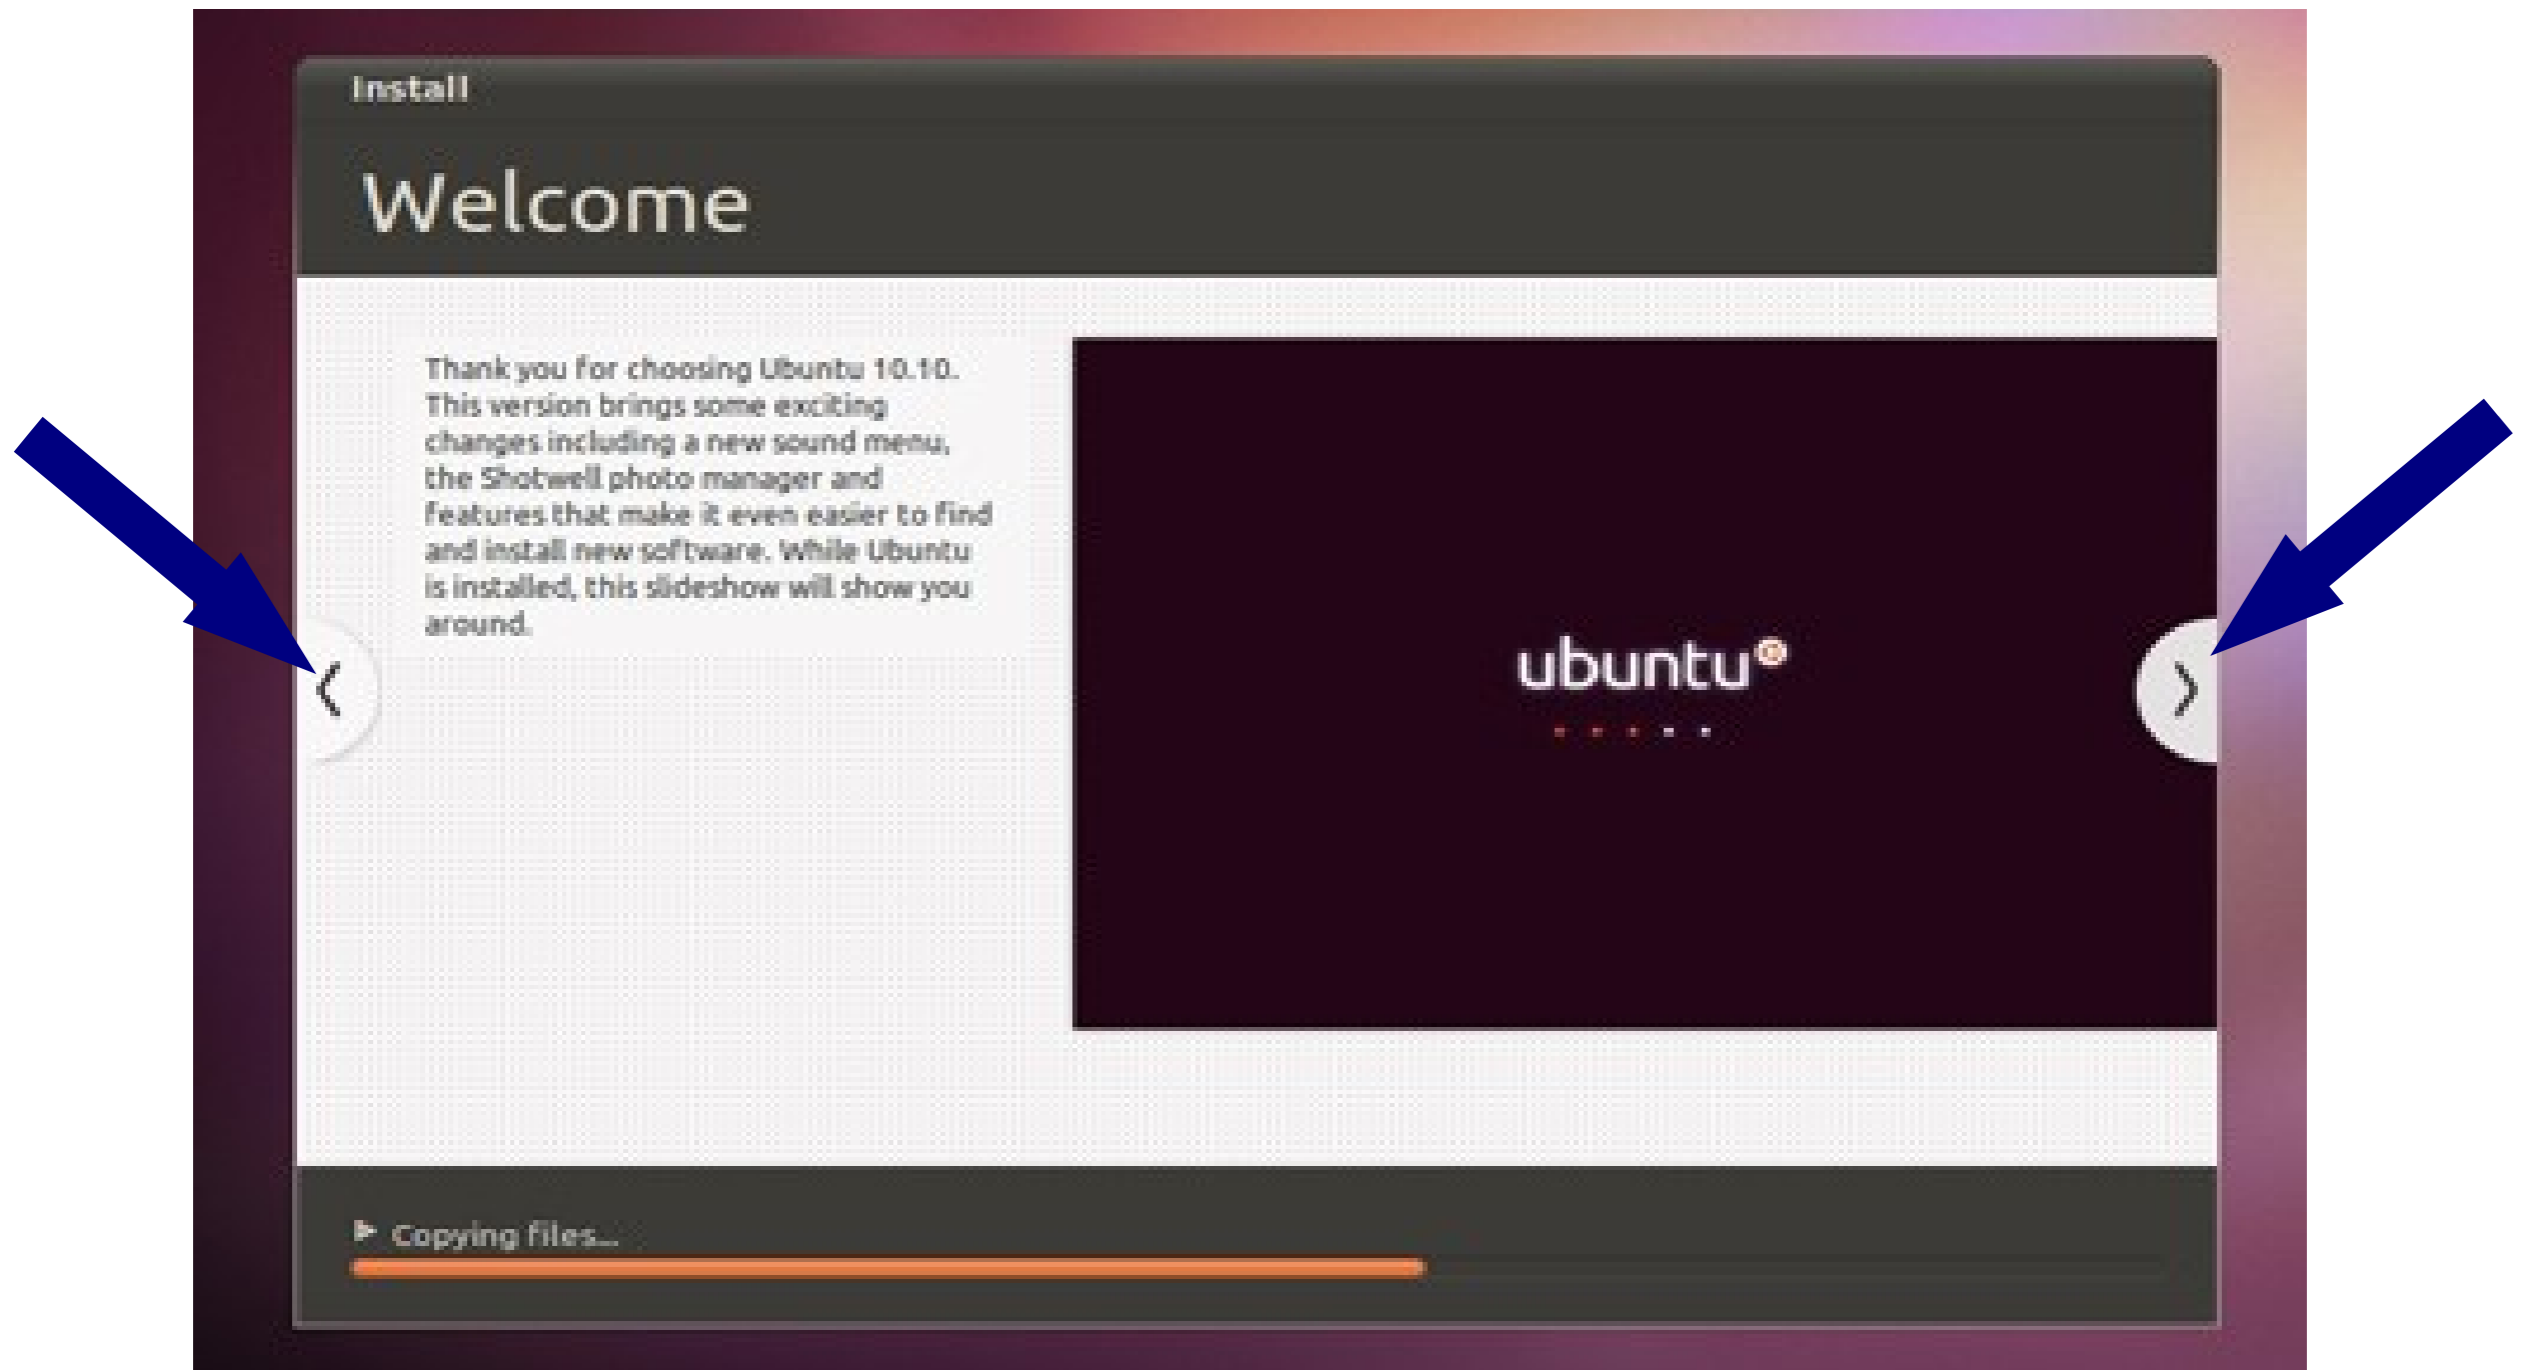 Install
Welcome
Thank you for choosing Ubuntu 10.10.
This version brings some exciting
changes including a new sound menu,
the Shotwell photo manager and
features that make it even easier to find
and install new software. While Ubuntu
is installed, this slideshow will show you
around.
ubuntu
Copying files...